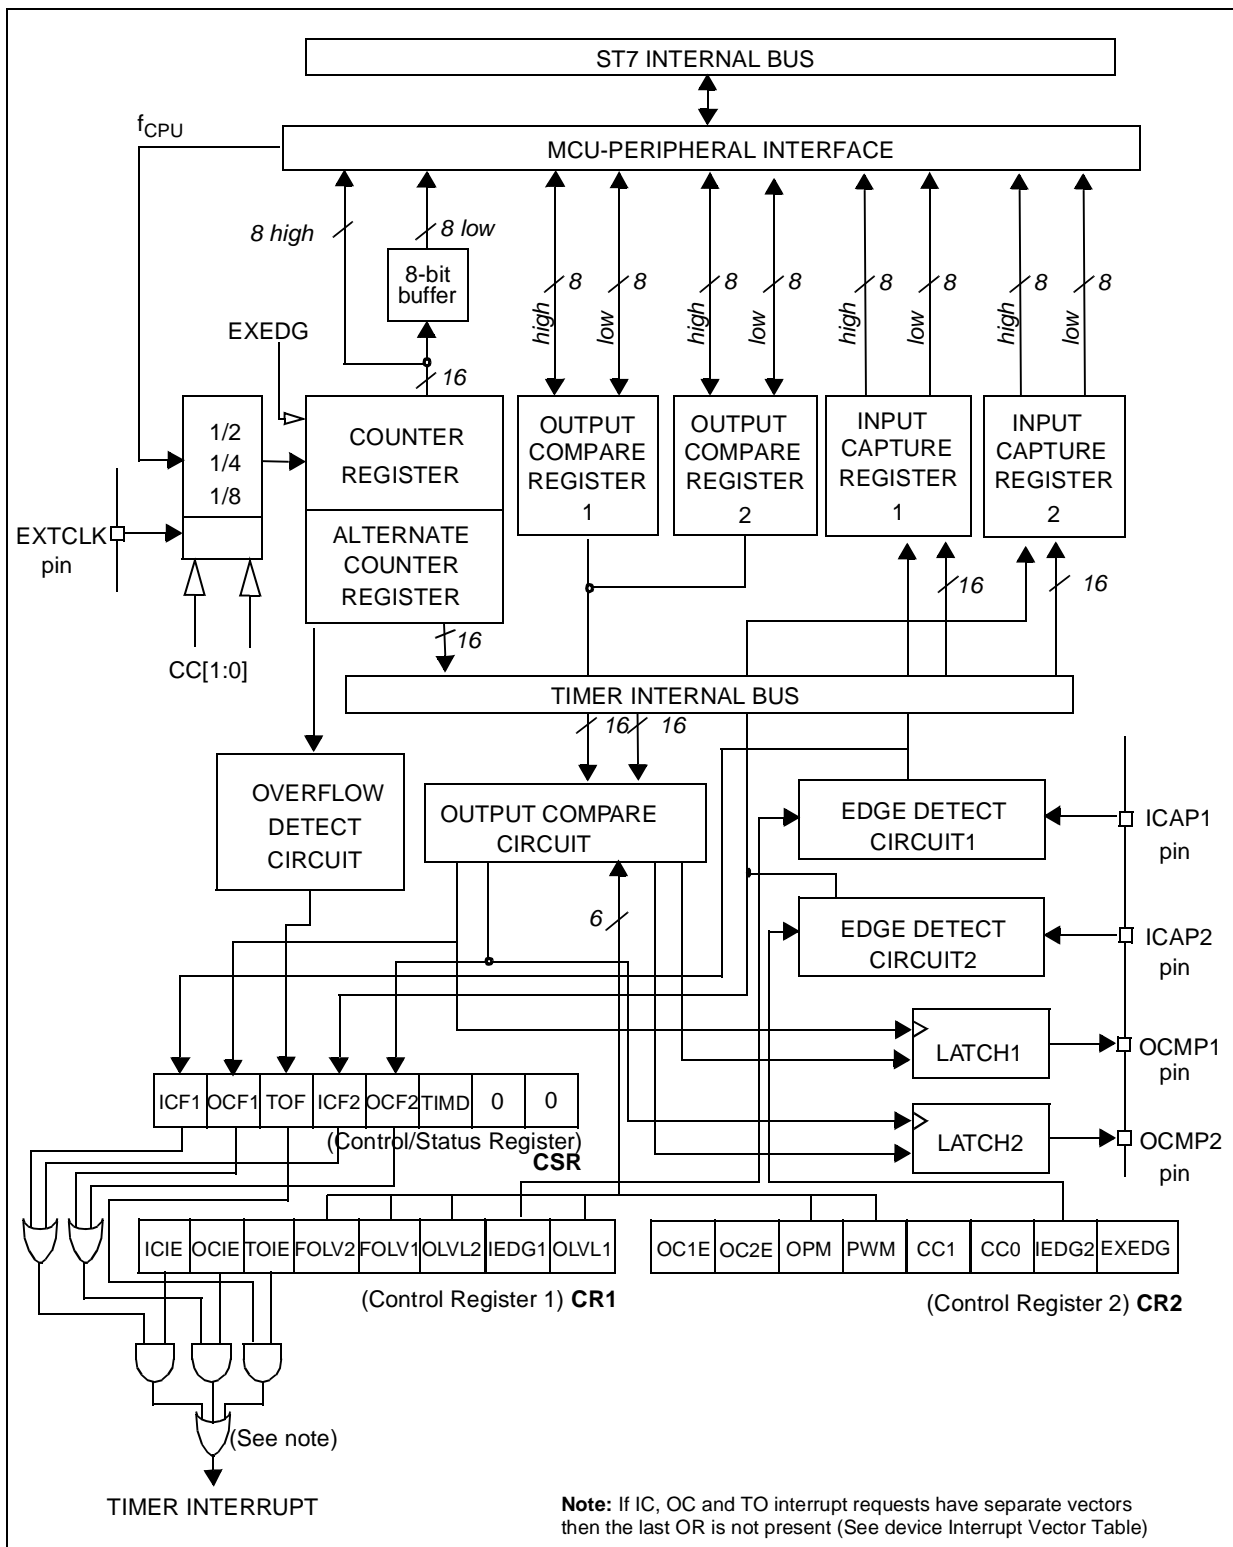 ST7 INTERNAL BUS
fCPU
MCU-PERIPHERAL INTERFACE
8 high
8 low
8-bit
buffer
8
8
8
8
8
8
8
8
high
low
high
low
high
low
high
low
EXEDG
16
1/2
1/4
1/8
COUNTER
REGISTER
OUTPUT
COMPARE
REGISTER
1
OUTPUT
COMPARE
REGISTER
2
INPUT
CAPTURE
REGISTER
1
INPUT
CAPTURE
REGISTER
2
EXTCLK
pin
ALTERNATE
COUNTER
REGISTER
16
16
16
CC[1:0]
TIMER INTERNAL BUS
16
16
OVERFLOW
DETECT
CIRCUIT
OUTPUT COMPARE
CIRCUIT
EDGE DETECT
CIRCUIT1
ICAP1
pin
6
EDGE DETECT
CIRCUIT2
ICAP2
pin
LATCH1
OCMP1
pin
ICF1 OCF1 TOF ICF2 OCF2 TIMD 0 0
(Control/Status Register)
CSR
LATCH2
OCMP2
pin
ICIE OCIE TOIE FOLV2 FOLV1 OLVL2 IEDG1 OLVL1
OC1E OC2E OPM PWM CC1 CC0 IEDG2 EXEDG
(Control Register 1) CR1
(Control Register 2) CR2
(See note)
TIMER INTERRUPT
Note: If IC, OC and TO interrupt requests have separate vectors
then the last OR is not present (See device Interrupt Vector Table)